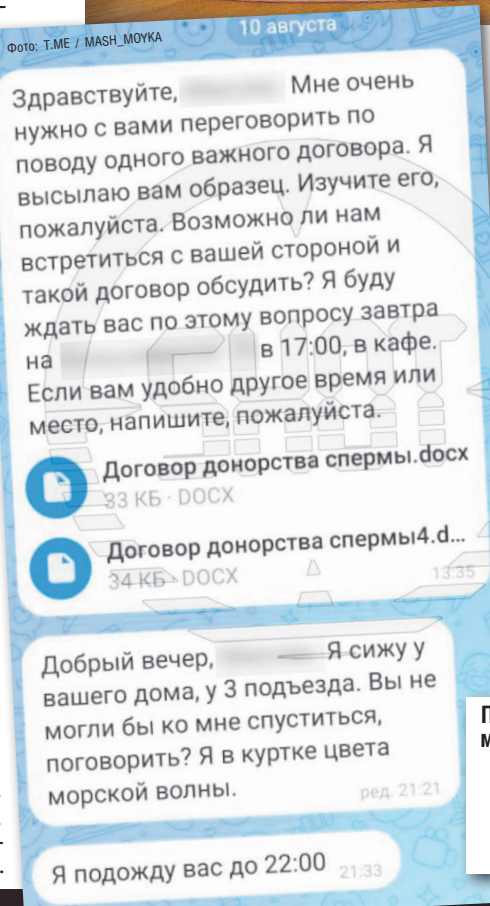 10 августа
Фото: T.ME / MASH_MOYKA
Здравствуйте, Мне очень
нужно с вами переговорить по
поводу одного важного договора. Я
высылаю вам образец. Изучите его,
пожалуйста. Возможно ли нам
встретиться с вашей стороной и
такой договор обсудить? Я буду
ждать вас по этому вопросу завтра
на в 17:00, в кафе.
Если вам удобно другое время или
место, напишите, пожалуйста.
Договор донорства спермы.docx
33 КБ · DOCX
Договор донорства спермы4.d...
34 КБ · DOCX
13:35
SHOT
Добрый вечер, Я сижу у
вашего дома, у 3 подъезда. Вы не
могли бы ко мне спуститься,
поговорить? Я в куртке цвета
морской волны.
ред. 21:21
Я подожду вас до 22:00 21:33